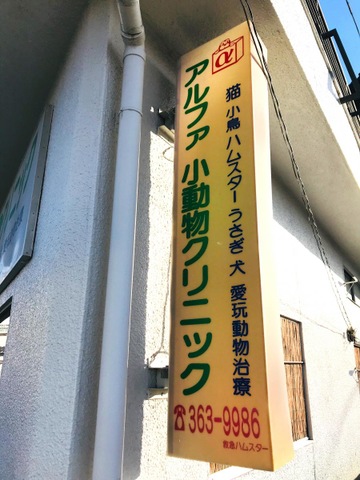 α
猫 小鳥 ハムスター うさぎ 犬 愛玩動物治療
アルファ 小動物クリニック
☎363-9986
救急ハムスター